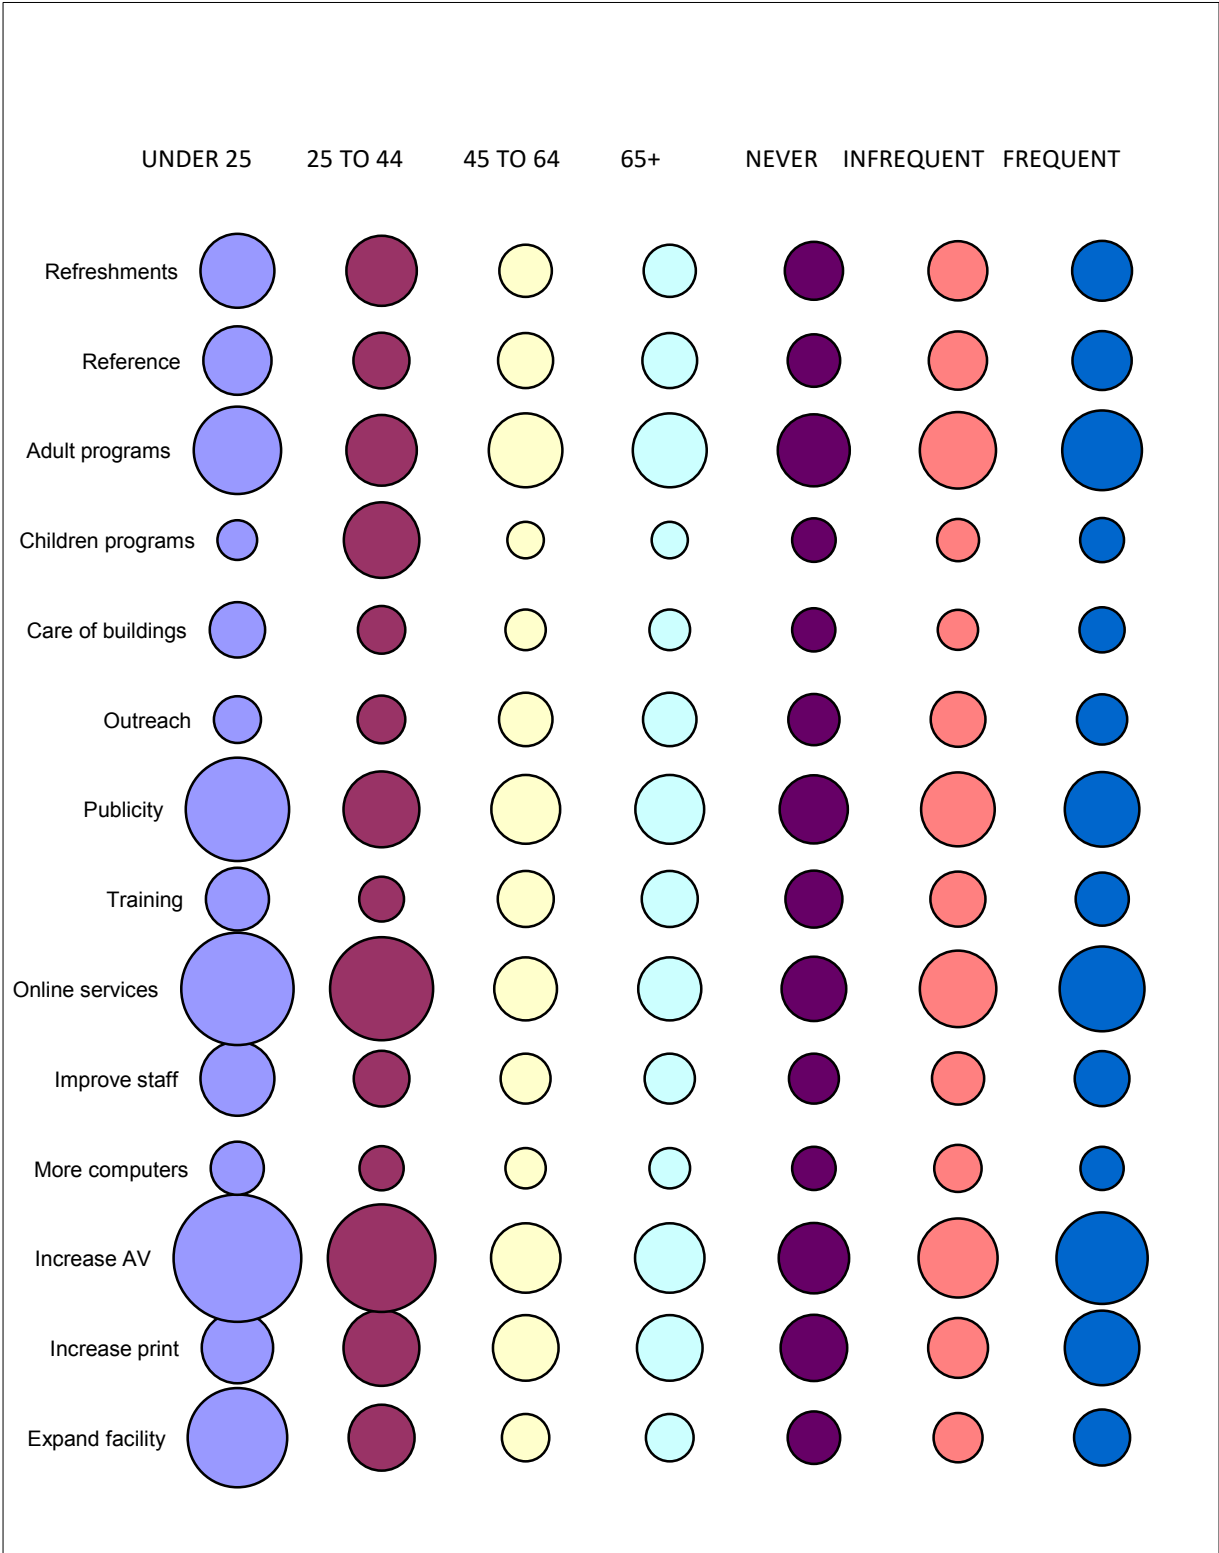 UNDER 25 25 TO 44 45 TO 64 65+ NEVER INFREQUENT FREQUENT
Refreshments
Reference
Adult programs
Children programs
Care of buildings
Outreach
Publicity
Training
Online services
Improve staff
More computers
Increase AV
Increase print
Expand facility